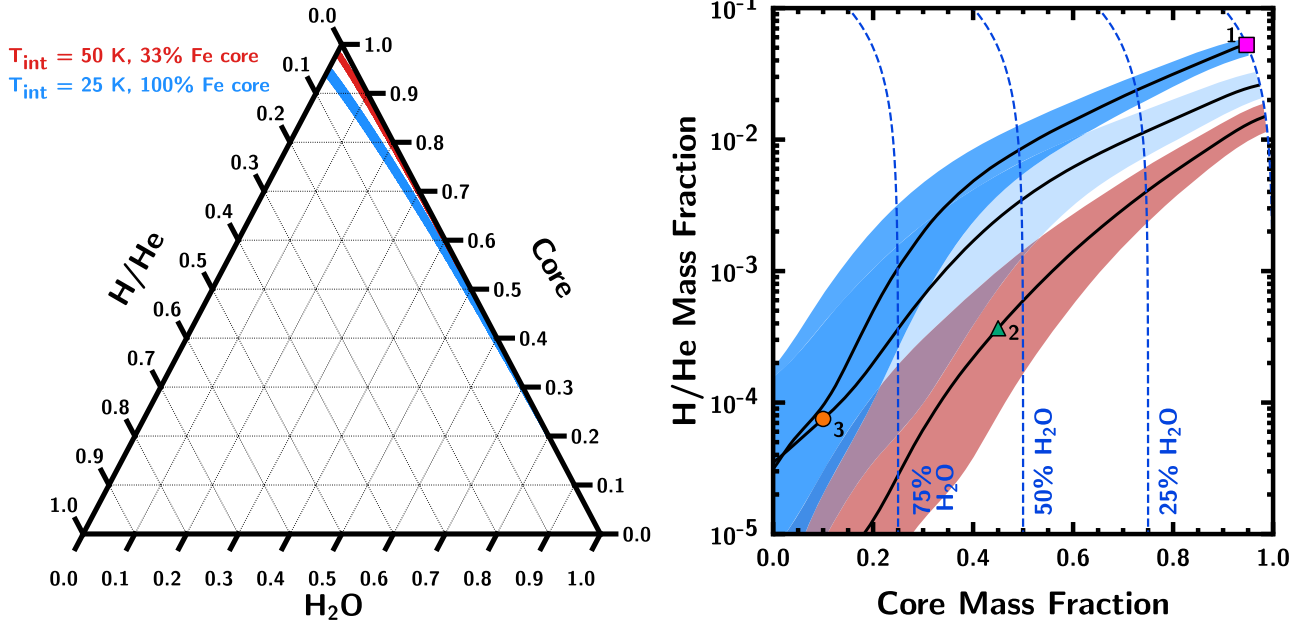 T_int = 50 K, 33% Fe core
T_int = 25 K, 100% Fe core
0.0
0.1
0.2
0.3
0.4
0.5
0.6
0.7
0.8
0.9
1.0
H/He
1.0
0.9
0.8
0.7
0.6
0.5
0.4
0.3
0.2
0.1
0.0
Core
0.0 0.1 0.2 0.3 0.4 0.5 0.6 0.7 0.8 0.9 1.0
H₂O
10⁻¹
10⁻²
10⁻³
10⁻⁴
10⁻⁵
H/He Mass Fraction
1
2
3
75%
H₂O
50% H₂O
25% H₂O
0.0 0.2 0.4 0.6 0.8 1.0
Core Mass Fraction